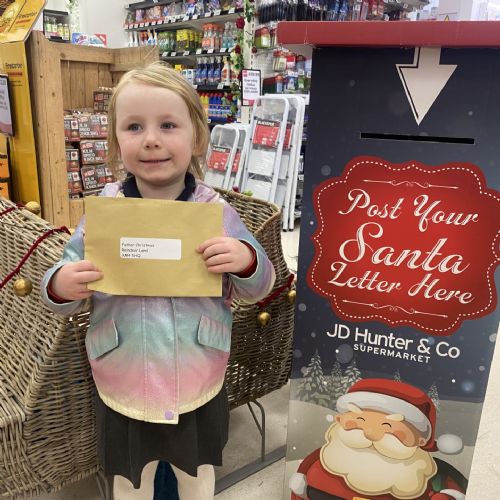 Father Christmas
Reindeer Land
XM4 5HQ
Post Your
Santa
Letter Here
JD Hunter & Co
SUPERMARKET